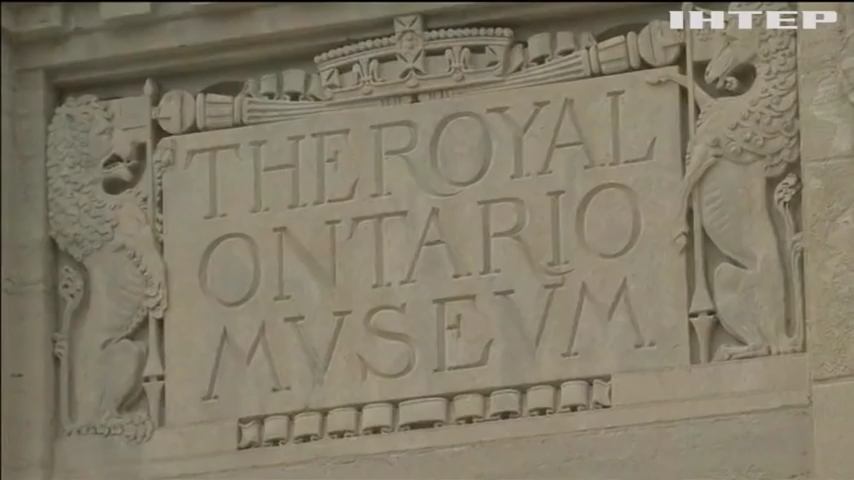 ІНТЕР
THE ROYAL
ONTARIO
MVSEVM